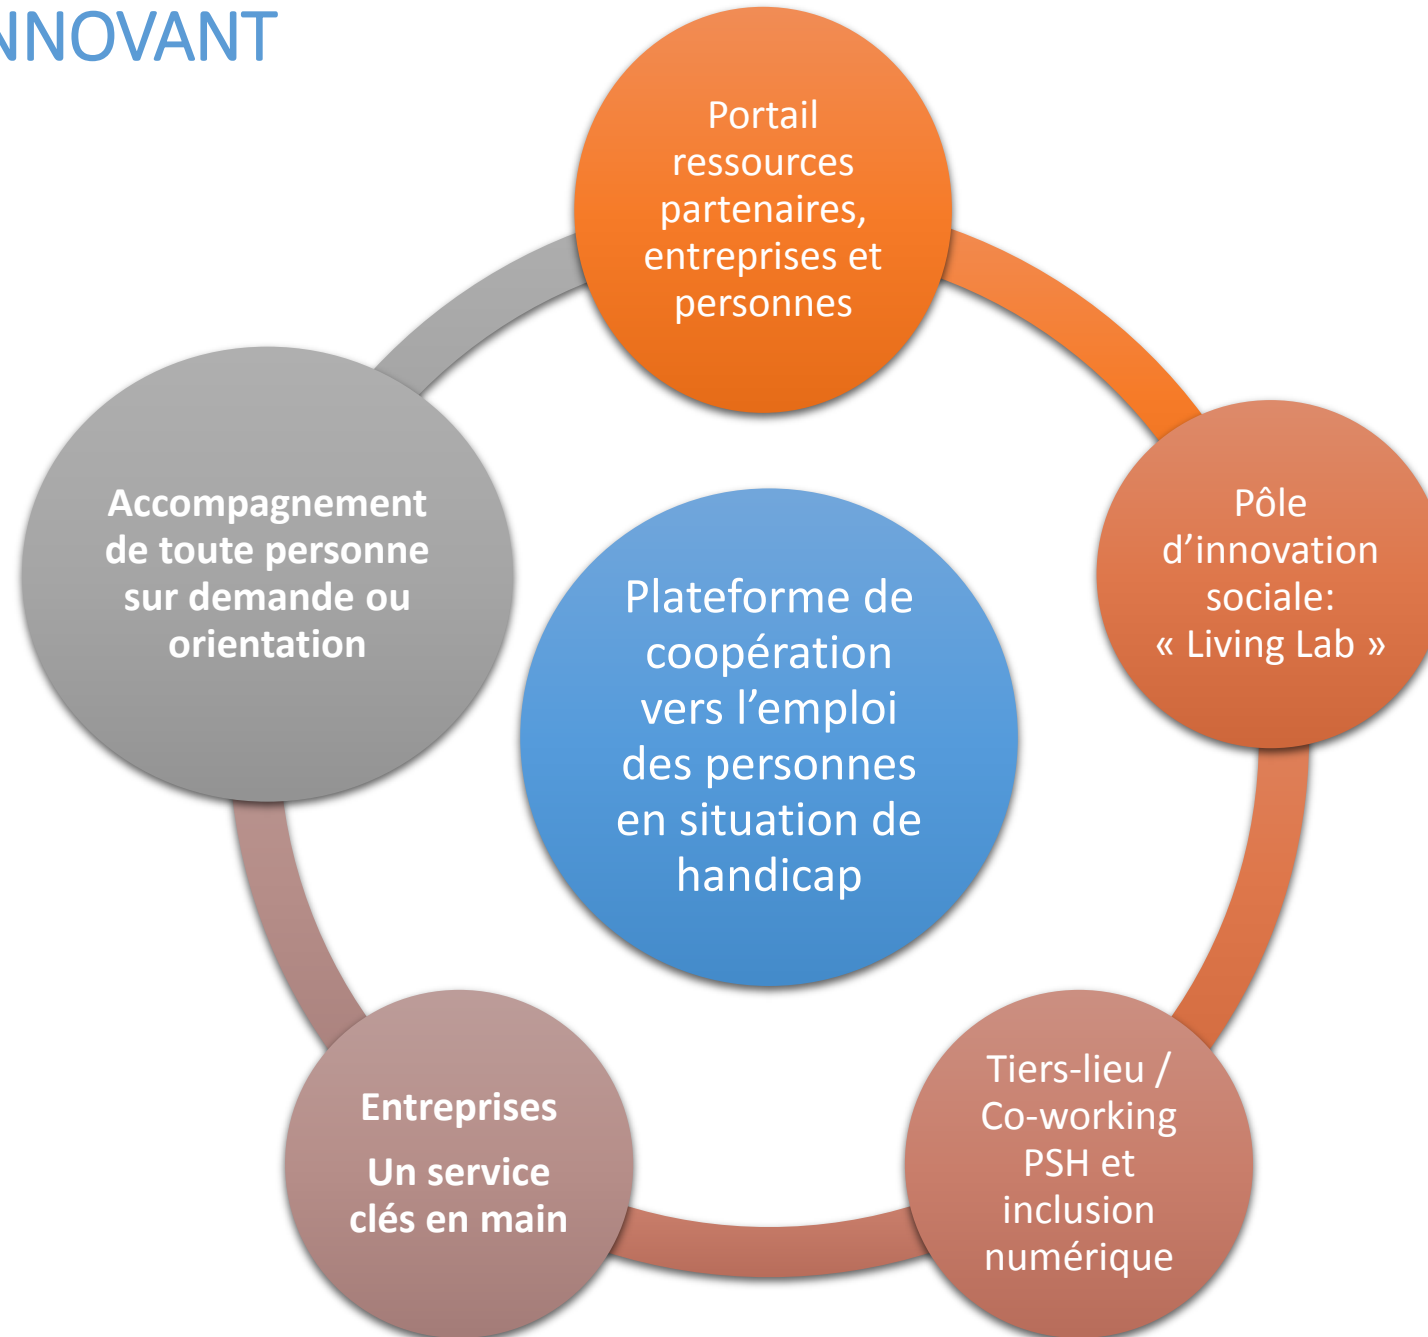 NNOVANT
Portail
ressources
partenaires,
entreprises et
personnes
Pôle
d’innovation
sociale:
« Living Lab »
Tiers-lieu /
Co-working
PSH et
inclusion
numérique
Entreprises
Un service
clés en main
Accompagnement
de toute personne
sur demande ou
orientation
Plateforme de
coopération
vers l’emploi
des personnes
en situation de
handicap